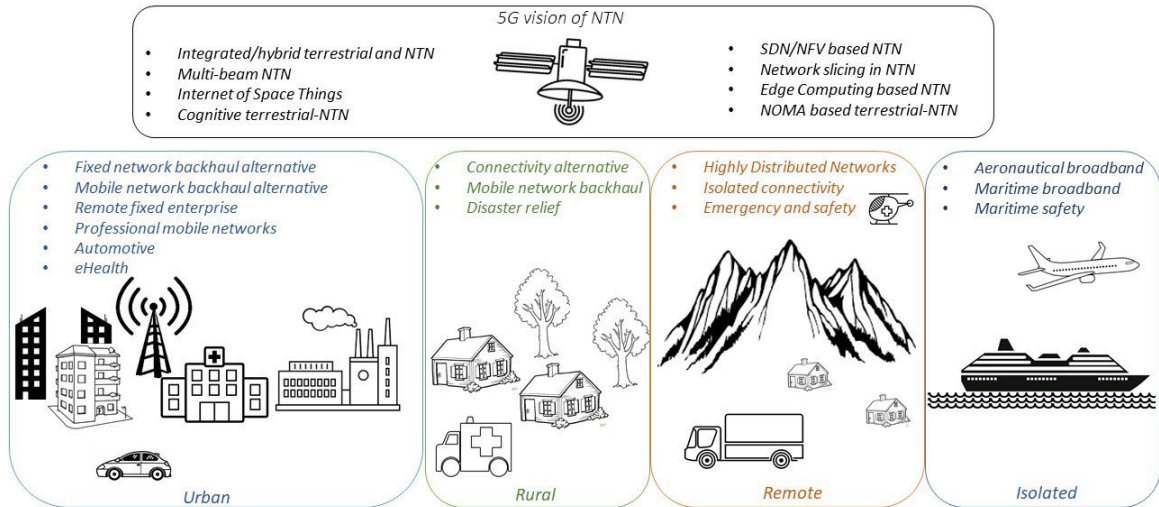 5G vision of NTN
• Integrated/hybrid terrestrial and NTN
• Multi-beam NTN
• Internet of Space Things
• Cognitive terrestrial-NTN
• SDN/NFV based NTN
• Network slicing in NTN
• Edge Computing based NTN
• NOMA based terrestrial-NTN
• Fixed network backhaul alternative
• Mobile network backhaul alternative
• Remote fixed enterprise
• Professional mobile networks
• Automotive
• eHealth
Urban
• Connectivity alternative
• Mobile network backhaul
• Disaster relief
Rural
• Highly Distributed Networks
• Isolated connectivity
• Emergency and safety
Remote
• Aeronautical broadband
• Maritime broadband
• Maritime safety
Isolated